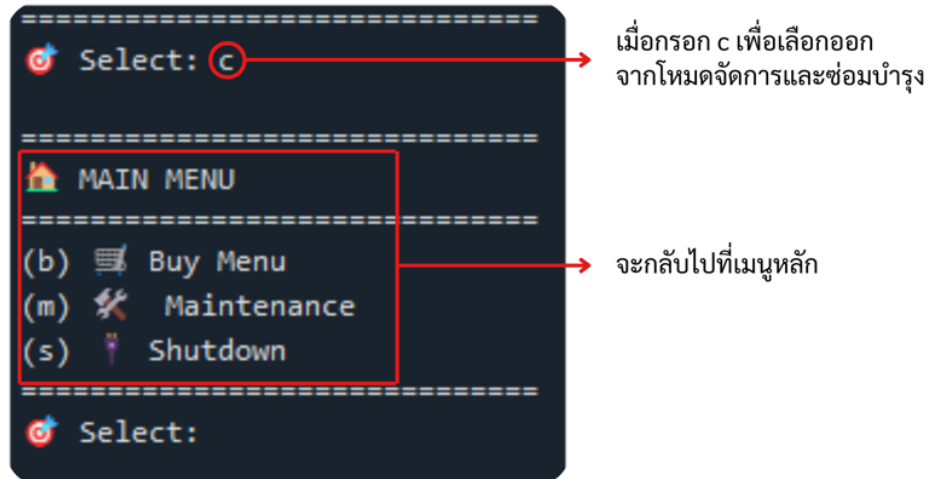 ==============================
🎯 Select: c
เมื่อกรอก c เพื่อเลือกออก
จากโหมดจัดการและซ่อมบำรุง
==============================
🏠 MAIN MENU
==============================
(b) 🛒 Buy Menu
(m) 🛠 Maintenance
(s) 🔌 Shutdown
จะกลับไปที่เมนูหลัก
==============================
🎯 Select: